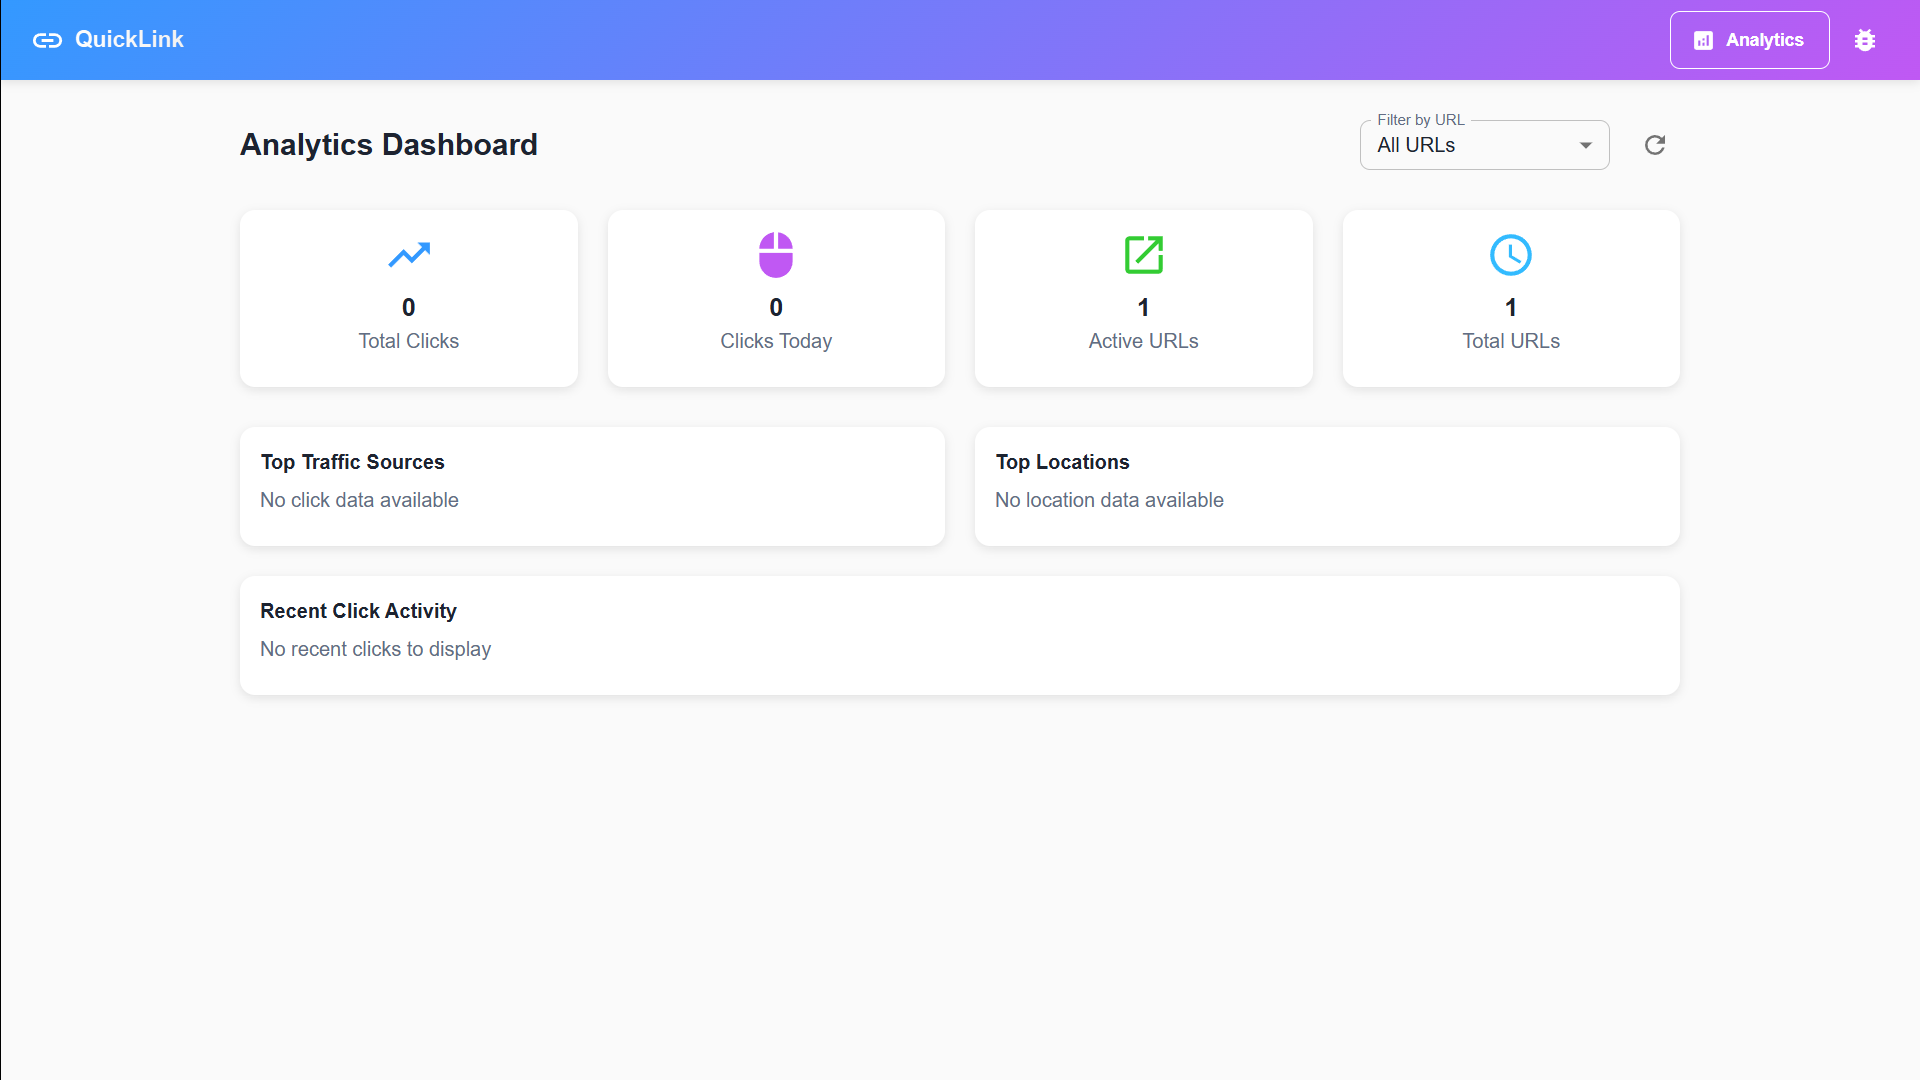 QuickLink
Analytics
Analytics Dashboard
Filter by URL
All URLs
0
Total Clicks
0
Clicks Today
1
Active URLs
1
Total URLs
Top Traffic Sources
No click data available
Top Locations
No location data available
Recent Click Activity
No recent clicks to display